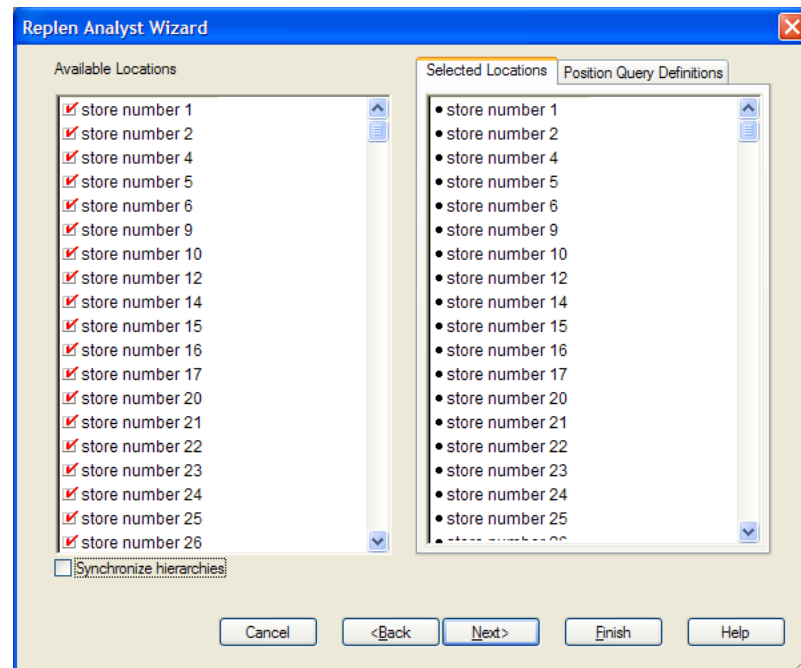 Replen Analyst Wizard
Available Locations
store number 1
store number 2
store number 4
store number 5
store number 6
store number 9
store number 10
store number 12
store number 14
store number 15
store number 16
store number 17
store number 20
store number 21
store number 22
store number 23
store number 24
store number 25
store number 26
Synchronize hierarchies
Selected Locations
Position Query Definitions
store number 1
store number 2
store number 4
store number 5
store number 6
store number 9
store number 10
store number 12
store number 14
store number 15
store number 16
store number 17
store number 20
store number 21
store number 22
store number 23
store number 24
store number 25
Cancel
<Back
Next>
Finish
Help